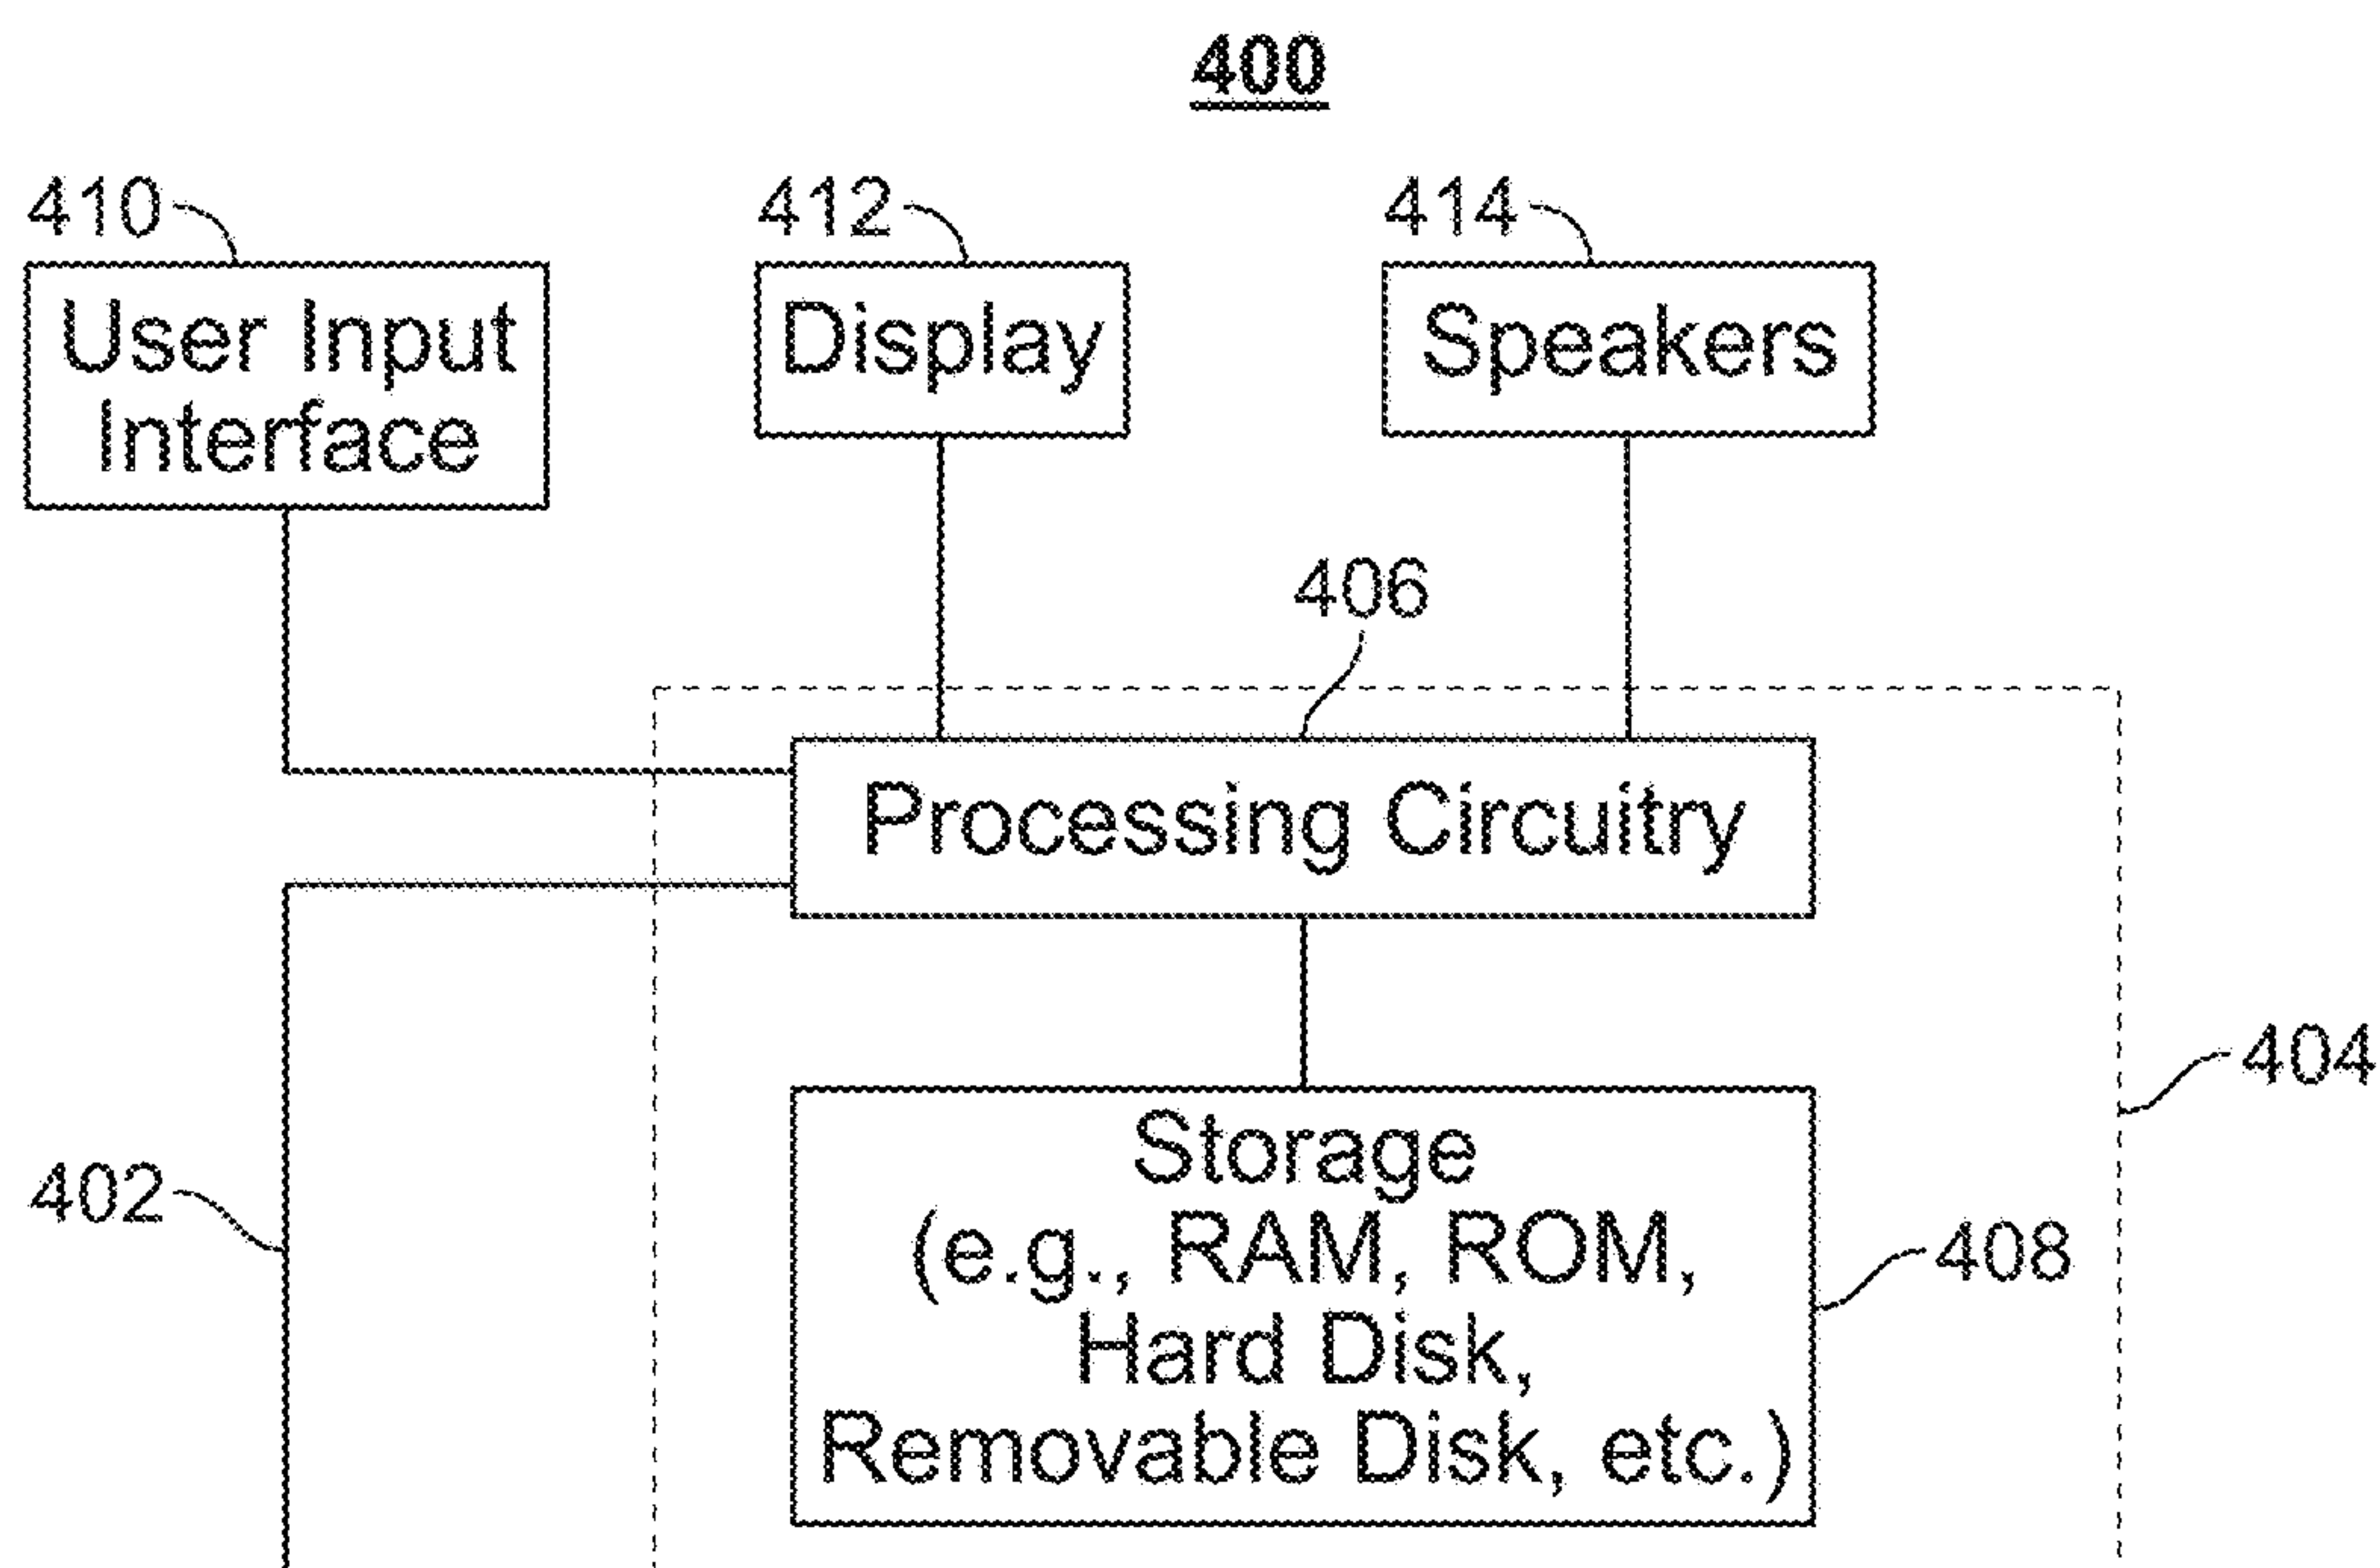 400
410
412
414
User Input
Interface
Display
Speakers
406
Processing Circuitry
404
402
Storage
(e.g., RAM, ROM,
Hard Disk,
Removable Disk, etc.)
408